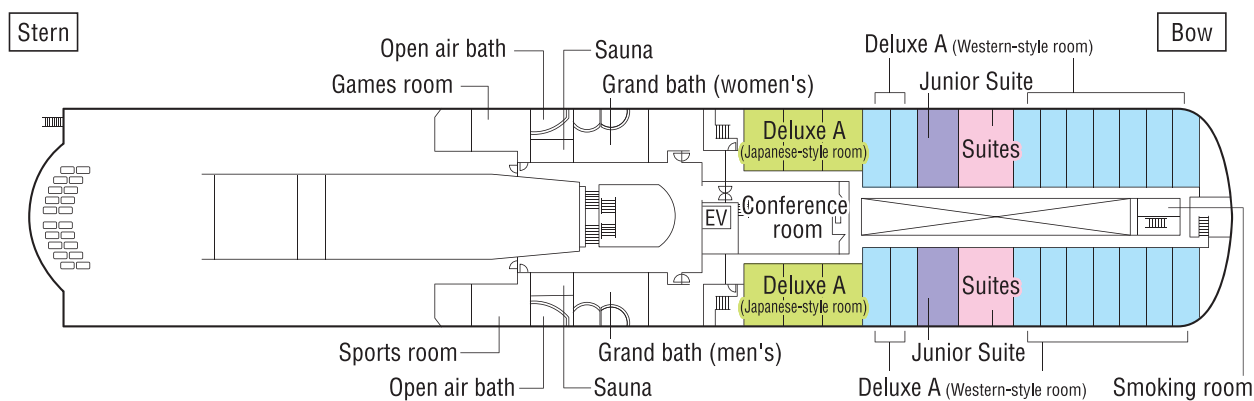 Stern
Bow
Open air bath
Sauna
Deluxe A (Western-style room)
Games room
Grand bath (women's)
Junior Suite
Deluxe A
(Japanese-style room)
Suites
EV
Conference
room
Deluxe A
(Japanese-style room)
Suites
Sports room
Grand bath (men's)
Junior Suite
Open air bath
Sauna
Deluxe A (Western-style room)
Smoking room